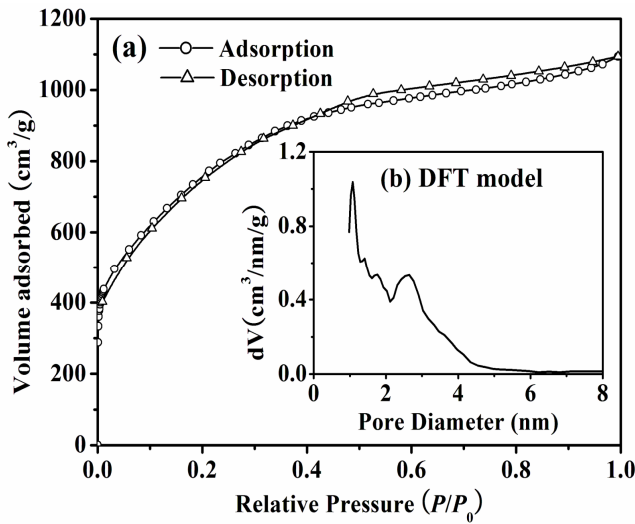 (a)
Adsorption
Desorption
Volume adsorbed (cm³/g)
1200
1000
800
600
400
200
0
0.0 0.2 0.4 0.6 0.8 1.0
Relative Pressure (P/P₀)
(b) DFT model
dV(cm³/nm/g)
1.2
0.8
0.4
0.0
0 2 4 6 8
Pore Diameter (nm)